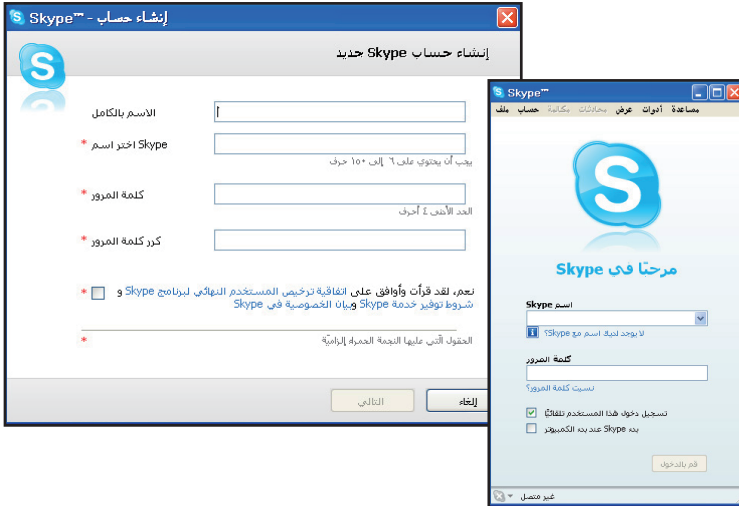 إنشاء حساب - Skype™
إنشاء حساب Skype جديد
الاسم بالكامل
Skype اختر اسم *
يجب أن يحتوي على ٦ إلى ١٥٠ حرف
كلمة المرور *
الحد الأدنى ٤ أحرف
كرر كلمة المرور *
نعم، لقد قرأت وأوافق على اتفاقية ترخيص المستخدم النهائي لبرنامج Skype و *
شروط توفير خدمة Skype وبيان الخصوصية في Skype
الحقول الّتي عليها النجمة الحمراء إلزاميّة *
التالي
إلغاء
Skype™
مساعدة أدوات عرض محادثات مكالمة حساب ملف
مرحبًا في Skype
اسم Skype
لا يوجد لديك اسم مع Skype؟
كلمة المرور
نسيت كلمة المرور؟
تسجيل دخول هذا المستخدم تلقائيًا
بدء Skype عند بدء الكمبيوتر
قم بالدخول
غير متصل